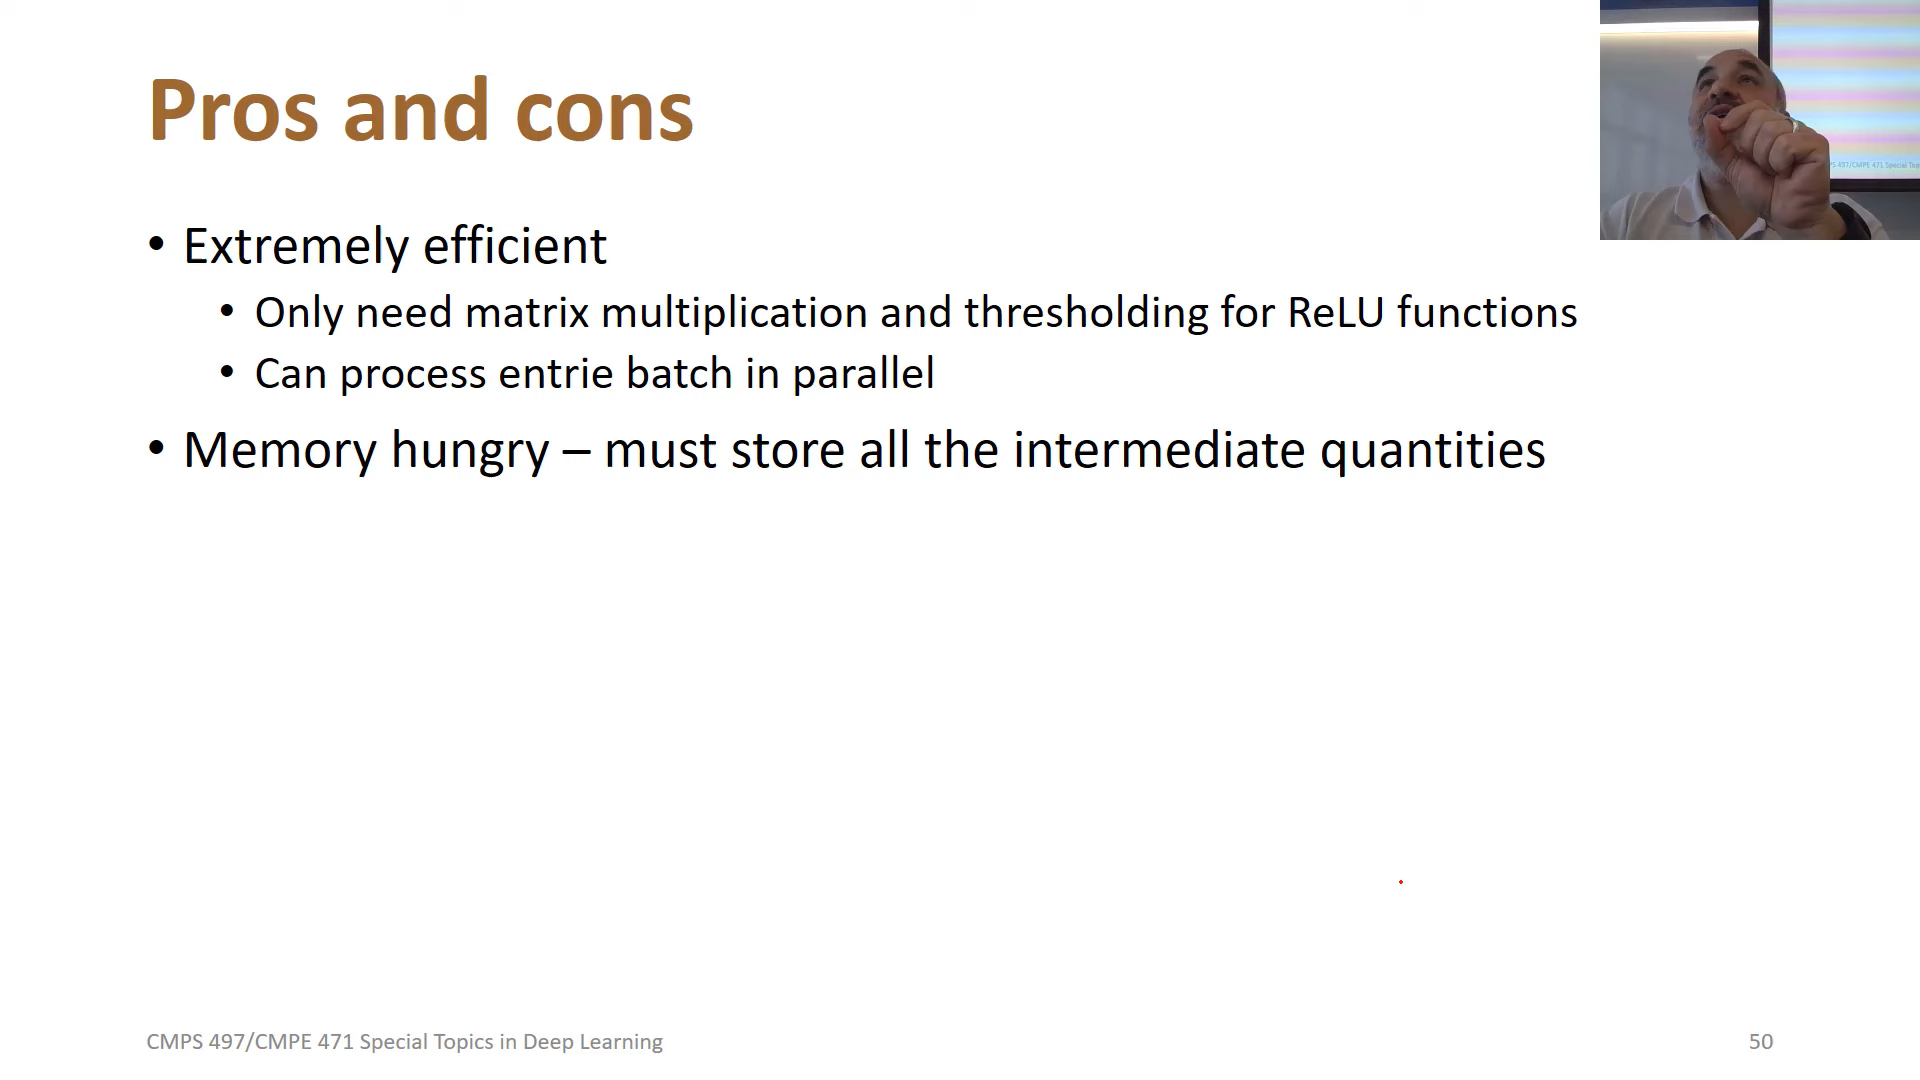 Pros and cons
• Extremely efficient
• Only need matrix multiplication and thresholding for ReLU functions
• Can process entrie batch in parallel
• Memory hungry – must store all the intermediate quantities
CMPS 497/CMPE 471 Special Topics in Deep Learning
50